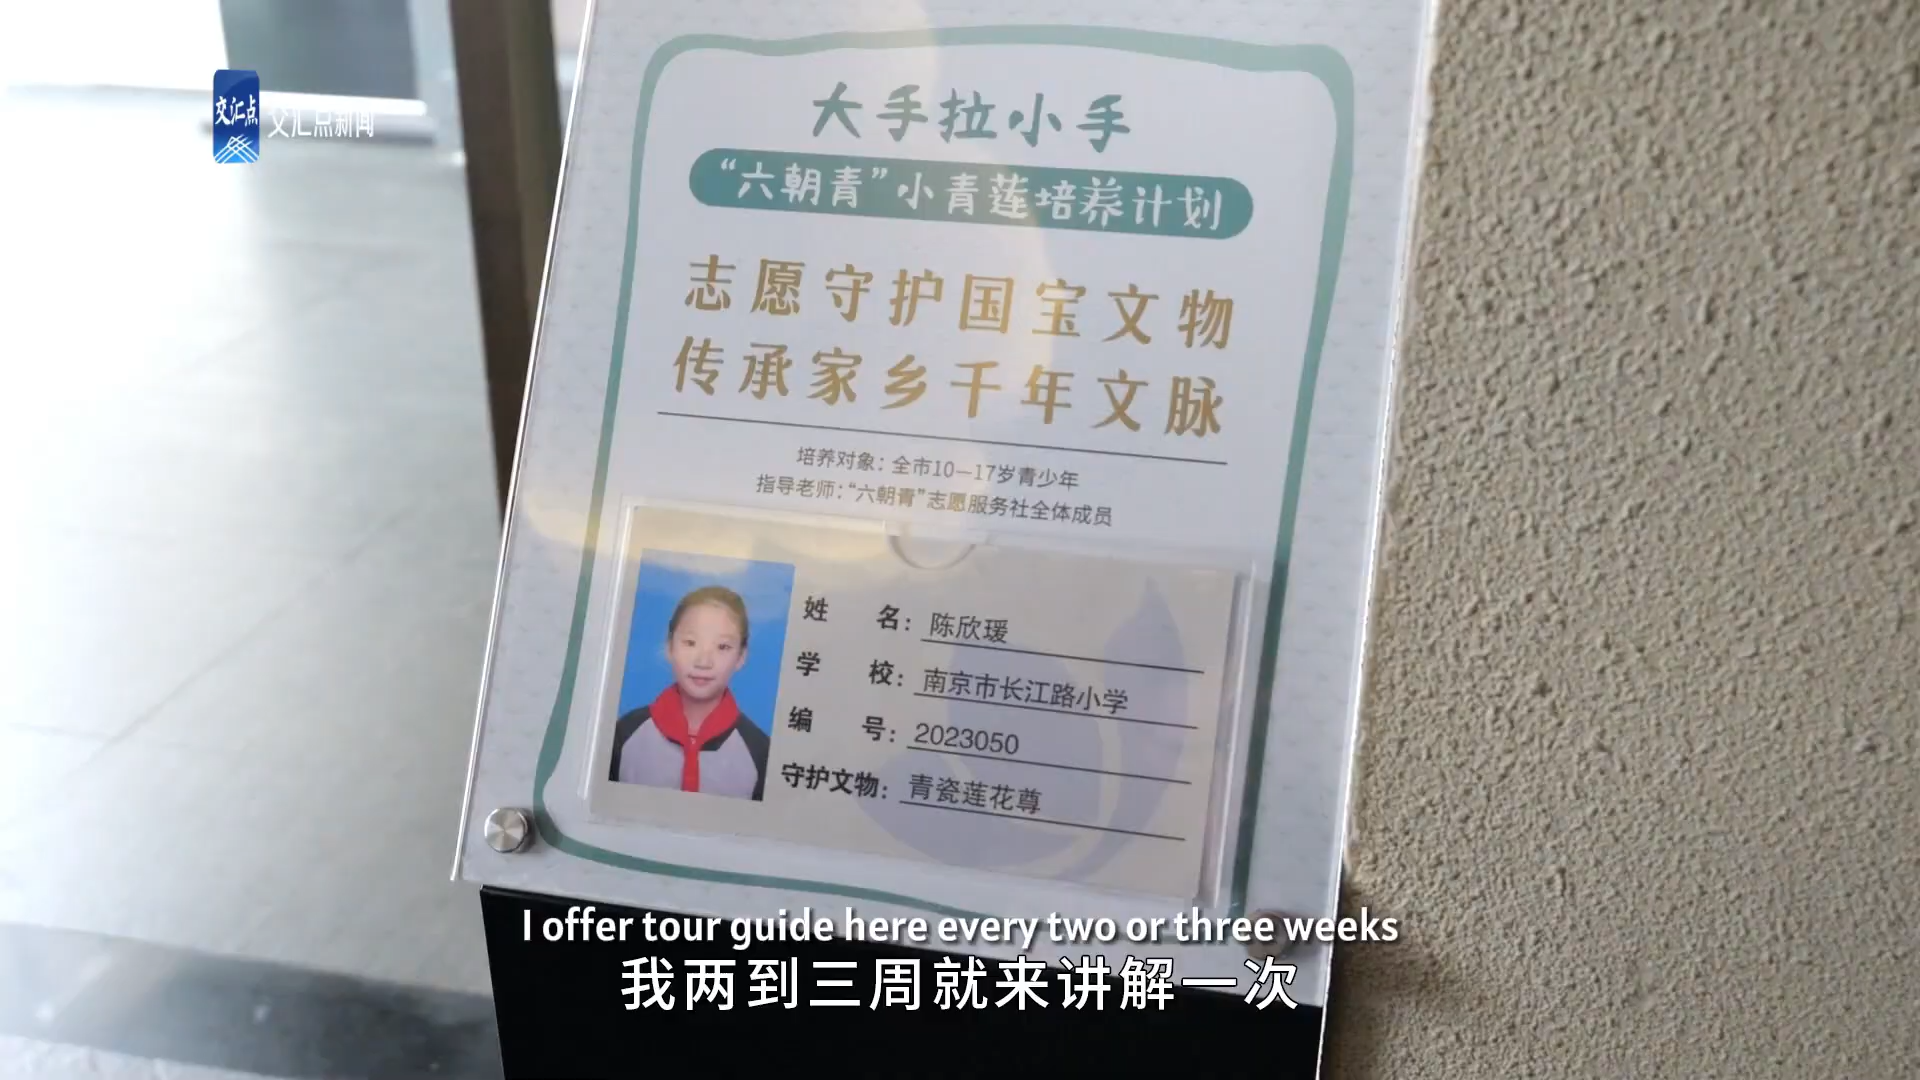 交汇点
交汇点新闻
大手拉小手
“六朝青”小青莲培养计划
志愿守护国宝文物
传承家乡千年文脉
培养对象：全市10—17岁青少年
指导老师：“六朝青”志愿服务社全体成员
姓名：陈欣瑗
学校：南京市长江路小学
编号：2023050
守护文物：青瓷莲花尊
I offer tour guide here every two or three weeks
我两到三周就来讲解一次